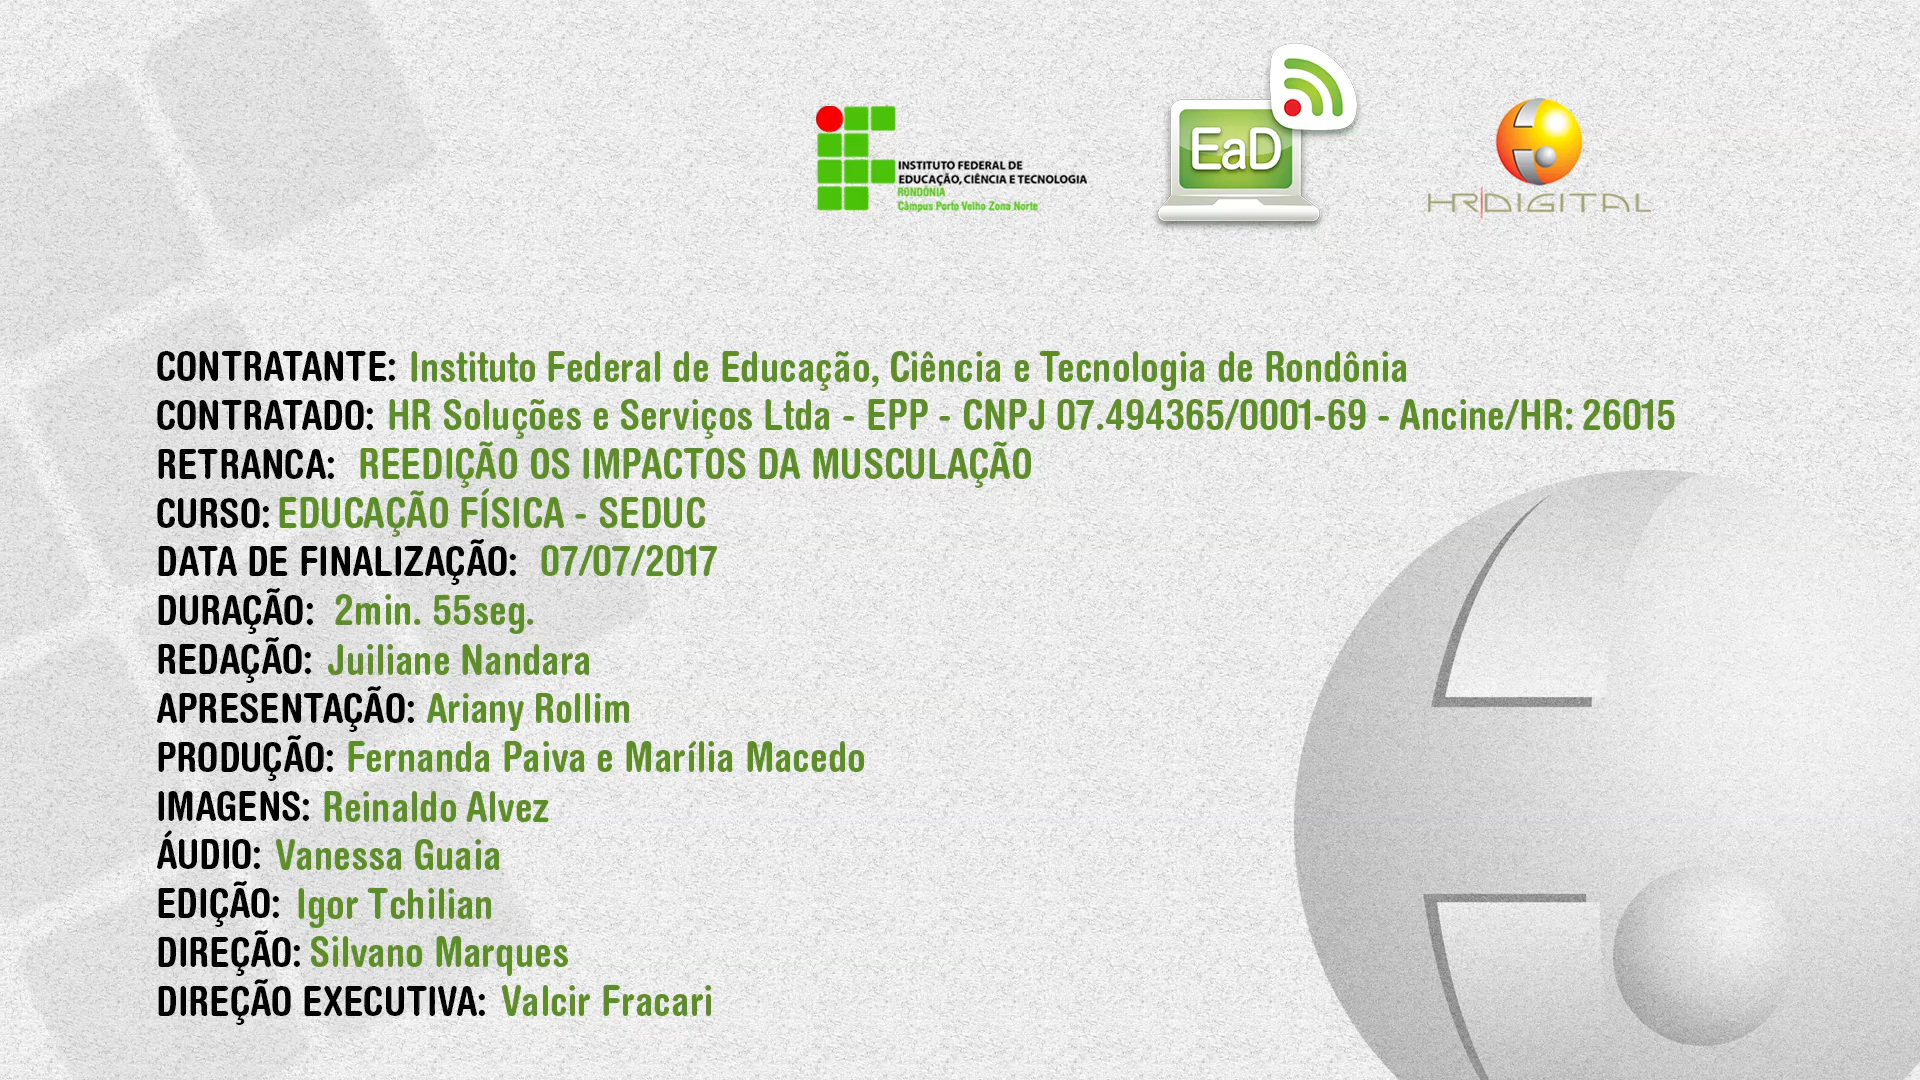 INSTITUTO FEDERAL DE
EDUCAÇÃO, CIÊNCIA E TECNOLOGIA
RONDÔNIA
Câmpus Porto Velho Zona Norte
EaD
HR DIGITAL
CONTRATANTE: Instituto Federal de Educação, Ciência e Tecnologia de Rondônia
CONTRATADO: HR Soluções e Serviços Ltda - EPP - CNPJ 07.494365/0001-69 - Ancine/HR: 26015
RETRANCA: REEDIÇÃO OS IMPACTOS DA MUSCULAÇÃO
CURSO: EDUCAÇÃO FÍSICA - SEDUC
DATA DE FINALIZAÇÃO: 07/07/2017
DURAÇÃO: 2min. 55seg.
REDAÇÃO: Juiliane Nandara
APRESENTAÇÃO: Ariany Rollim
PRODUÇÃO: Fernanda Paiva e Marília Macedo
IMAGENS: Reinaldo Alvez
ÁUDIO: Vanessa Guaia
EDIÇÃO: Igor Tchilian
DIREÇÃO: Silvano Marques
DIREÇÃO EXECUTIVA: Valcir Fracari